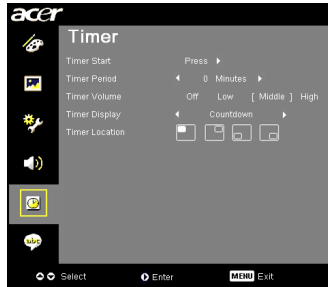 acer
Timer
Timer Start Press
Timer Period 0 Minutes
Timer Volume Off Low [ Middle ] High
Timer Display Countdown
Timer Location
abc
Select Enter MENU Exit